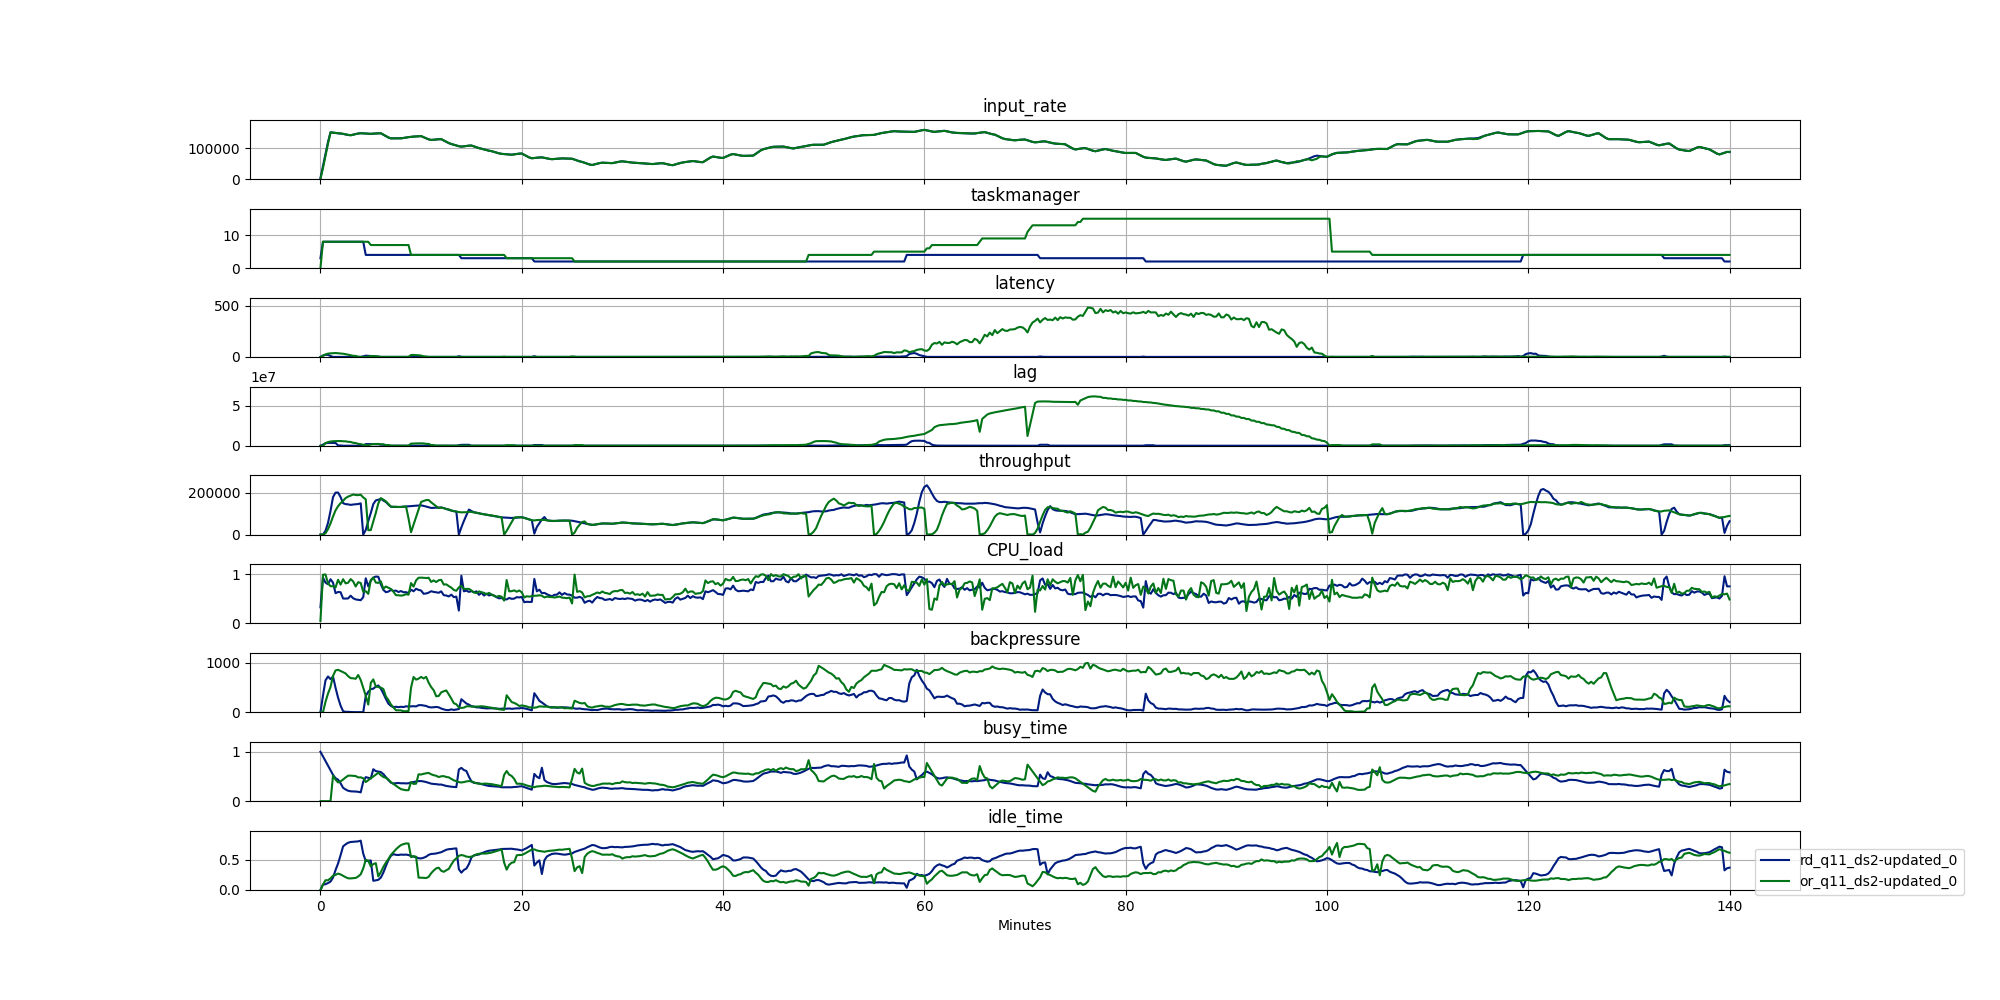 input_rate
100000
0
taskmanager
10
0
latency
500
0
1e7
lag
5
0
throughput
200000
0
CPU_load
1
0
backpressure
1000
0
busy_time
1
0
idle_time
0.5
0.0
rd_q11_ds2-updated_0
or_q11_ds2-updated_0
0 20 40 60 80 100 120 140
Minutes